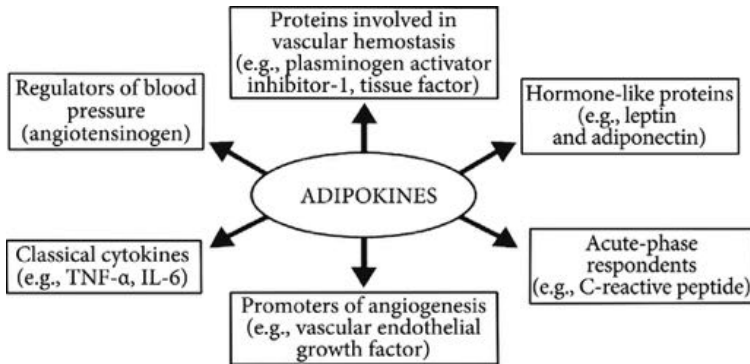 Proteins involved in
vascular hemostasis
(e.g., plasminogen activator
inhibitor-1, tissue factor)
Regulators of blood
pressure
(angiotensinogen)
Hormone-like proteins
(e.g., leptin
and adiponectin)
ADIPOKINES
Classical cytokines
(e.g., TNF-α, IL-6)
Acute-phase
respondents
(e.g., C-reactive peptide)
Promoters of angiogenesis
(e.g., vascular endothelial
growth factor)